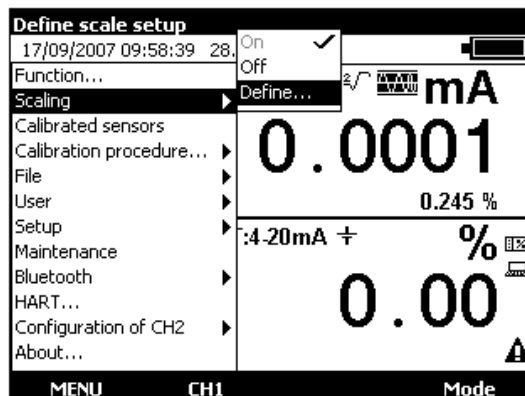 Define scale setup
17/09/2007 09:58:39 28.
On
Off
Define...
Function...
Scaling
Calibrated sensors
Calibration procedure...
File
User
Setup
Maintenance
Bluetooth
HART...
Configuration of CH2
About...
mA
0.0001
0.245 %
:4-20mA
%
0.00
MENU CH1 Mode